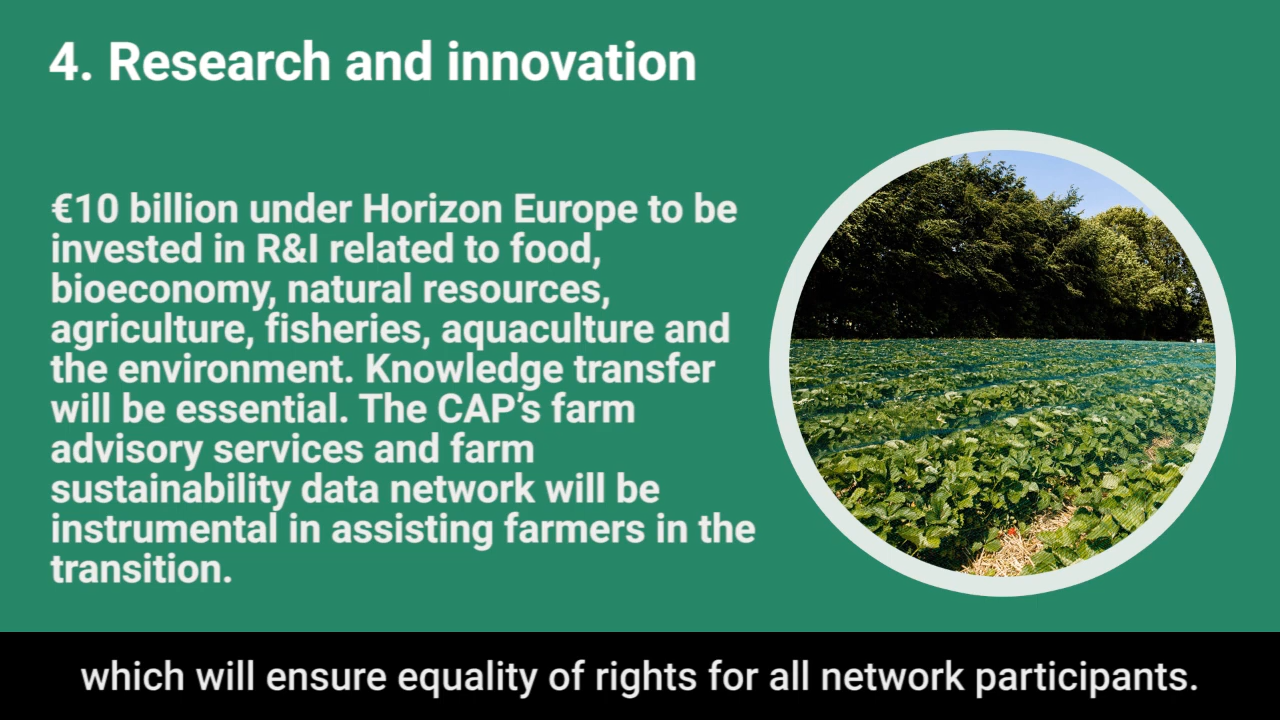 4. Research and innovation
€10 billion under Horizon Europe to be
invested in R&I related to food,
bioeconomy, natural resources,
agriculture, fisheries, aquaculture and
the environment. Knowledge transfer
will be essential. The CAP’s farm
advisory services and farm
sustainability data network will be
instrumental in assisting farmers in the
transition.
which will ensure equality of rights for all network participants.